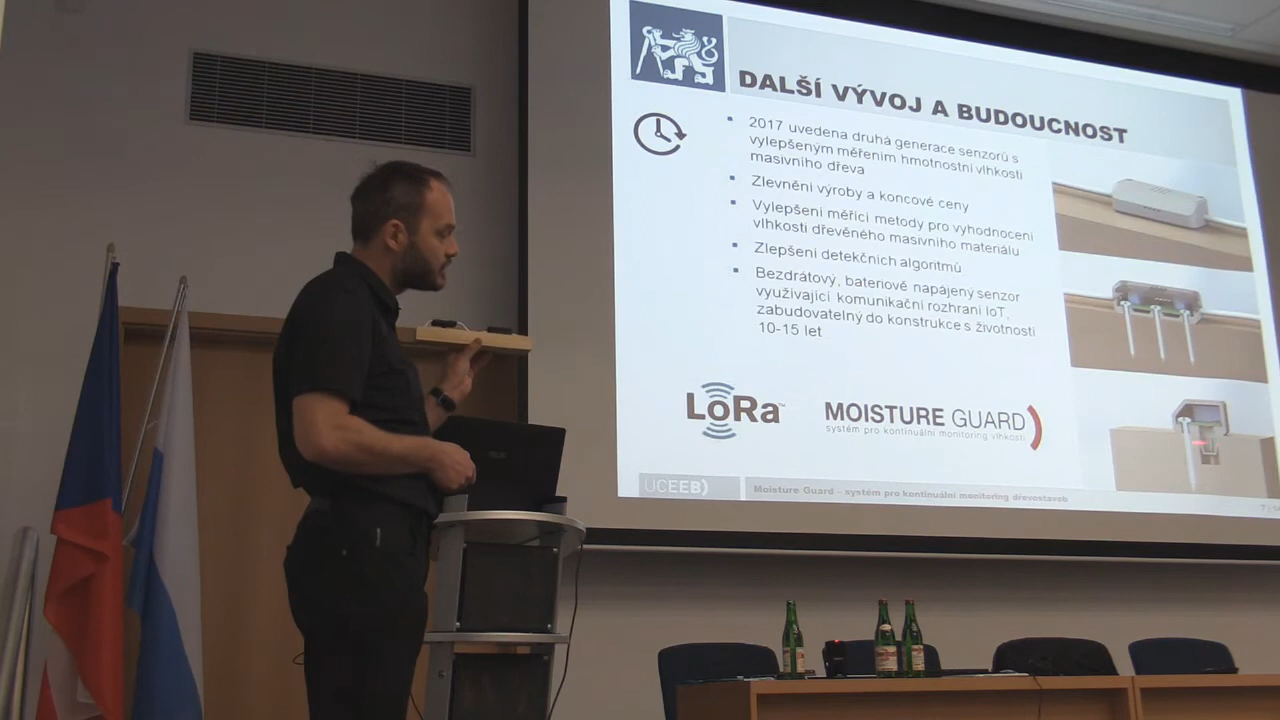 DALŠÍ VÝVOJ A BUDOUCNOST
2017 uvedena druhá generace senzorů s
vylepšeným měřením hmotnostní vlhkosti
masivního dřeva
Zlevnění výroby a koncové ceny
Vylepšení měřící metody pro vyhodnocení
vlhkosti dřevěného masivního materiálu
Zlepšení detekčních algoritmů
Bezdrátový, bateriově napájený senzor
využívající komunikační rozhraní IoT,
zabudovatelný do konstrukce s životností
10-15 let
LoRa™
MOISTURE GUARD
systém pro kontinuální monitoring vlhkosti
UCEEB
Moisture Guard - systém pro kontinuální monitoring dřevostaveb